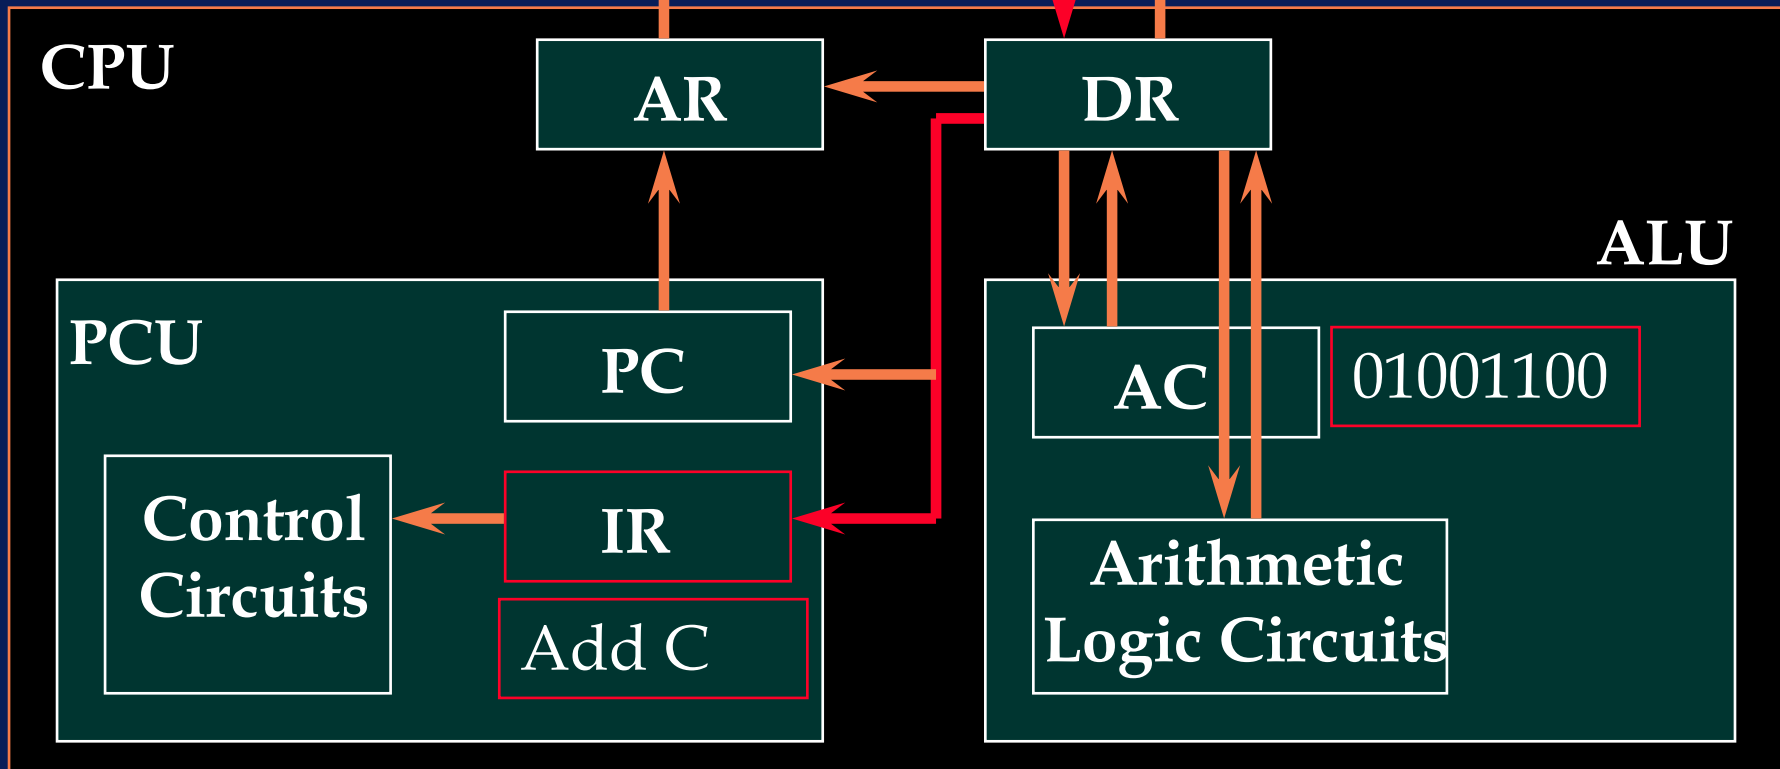 CPU
AR
DR
ALU
PCU
PC
AC
01001100
Control
Circuits
IR
Add C
Arithmetic
Logic Circuits